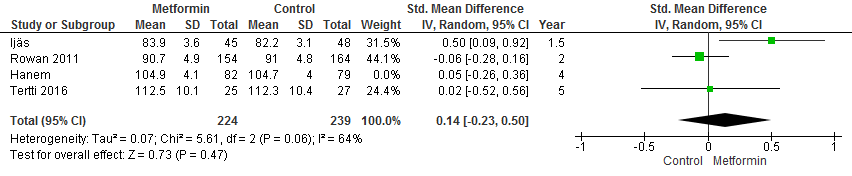 Metformin Control Std. Mean Difference Std. Mean Difference
Study or Subgroup Mean SD Total Mean SD Total Weight IV, Random, 95% CI Year IV, Random, 95% CI
Ijäs 83.9 3.6 45 82.2 3.1 48 31.5% 0.50 [0.09, 0.92] 1.5
Rowan 2011 90.7 4.9 154 91 4.8 164 44.1% -0.06 [-0.28, 0.16] 2
Hanem 104.9 4.1 82 104.7 4 79 0.0% 0.05 [-0.26, 0.36] 4
Tertti 2016 112.5 10.1 25 112.3 10.4 27 24.4% 0.02 [-0.52, 0.56] 5
Total (95% CI) 224 239 100.0% 0.14 [-0.23, 0.50]
Heterogeneity: Tau² = 0.07; Chi² = 5.61, df = 2 (P = 0.06); I² = 64%
Test for overall effect: Z = 0.73 (P = 0.47)
-1 -0.5 0 0.5 1
Control Metformin